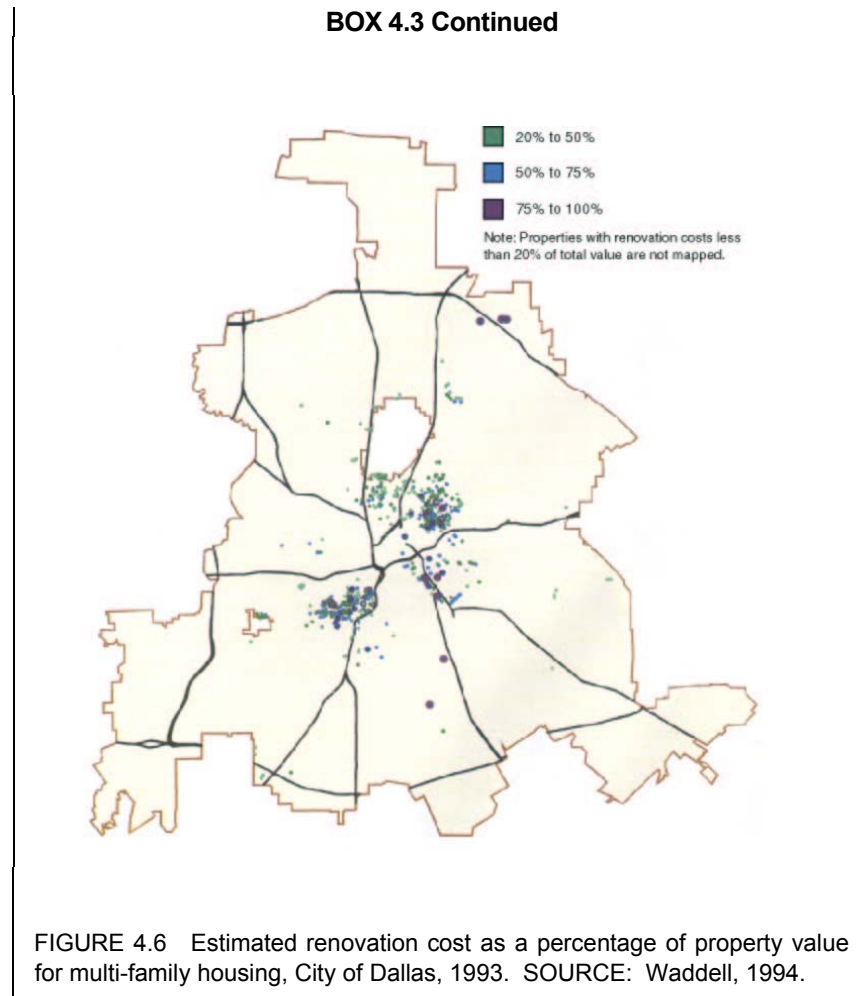 BOX 4.3 Continued
20% to 50%
50% to 75%
75% to 100%
Note: Properties with renovation costs less
than 20% of total value are not mapped.
FIGURE 4.6 Estimated renovation cost as a percentage of property value
for multi-family housing, City of Dallas, 1993. SOURCE: Waddell, 1994.